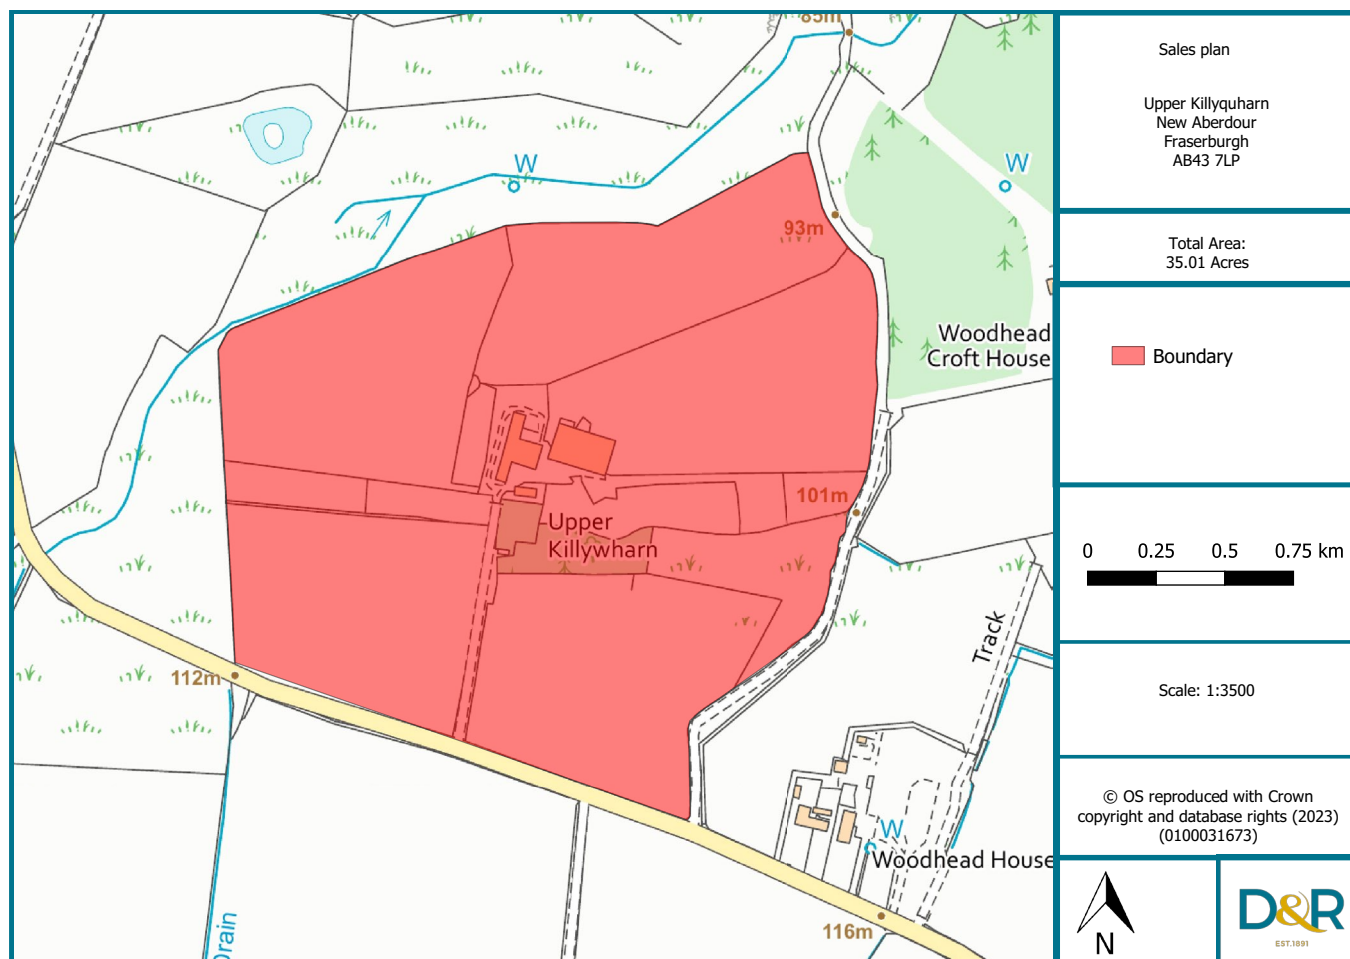 85m
W
W
93m
Woodhead
Croft House
101m
Upper
Killywharn
Track
112m
W
Woodhead House
116m
Drain
Sales plan
Upper Killyquharn
New Aberdour
Fraserburgh
AB43 7LP
Total Area:
35.01 Acres
Boundary
0 0.25 0.5 0.75 km
Scale: 1:3500
© OS reproduced with Crown
copyright and database rights (2023)
(0100031673)
N
D&R
EST.1891